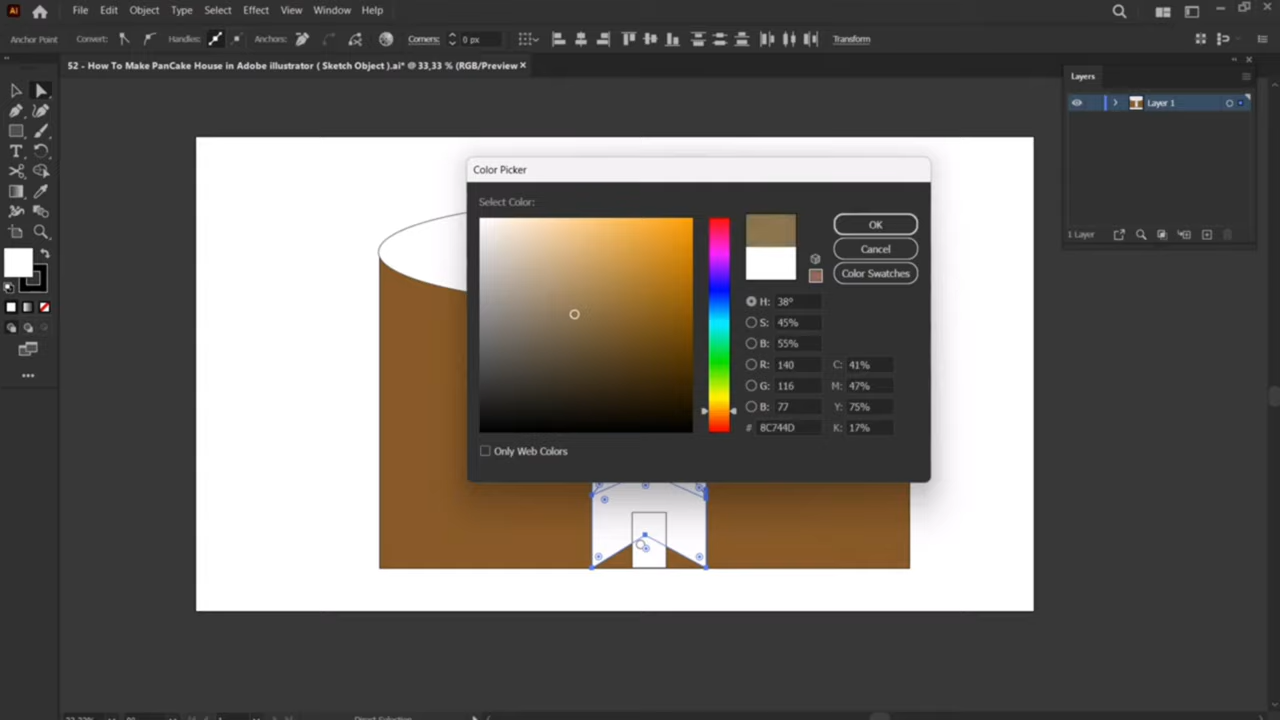 Ai File Edit Object Type Select Effect View Window Help
Anchor Point Convert: Handles: Anchors: Corners: 0 px Transform
52 - How To Make PanCake House in Adobe illustrator ( Sketch Object ).ai* @ 33,33 % (RGB/Preview ×
Layers
Layer 1
1 Layer
Color Picker
Select Color:
OK
Cancel
Color Swatches
H: 38°
S: 45%
B: 55%
R: 140 C: 41%
G: 116 M: 47%
B: 77 Y: 75%
# 8C744D K: 17%
Only Web Colors
Direct Selection